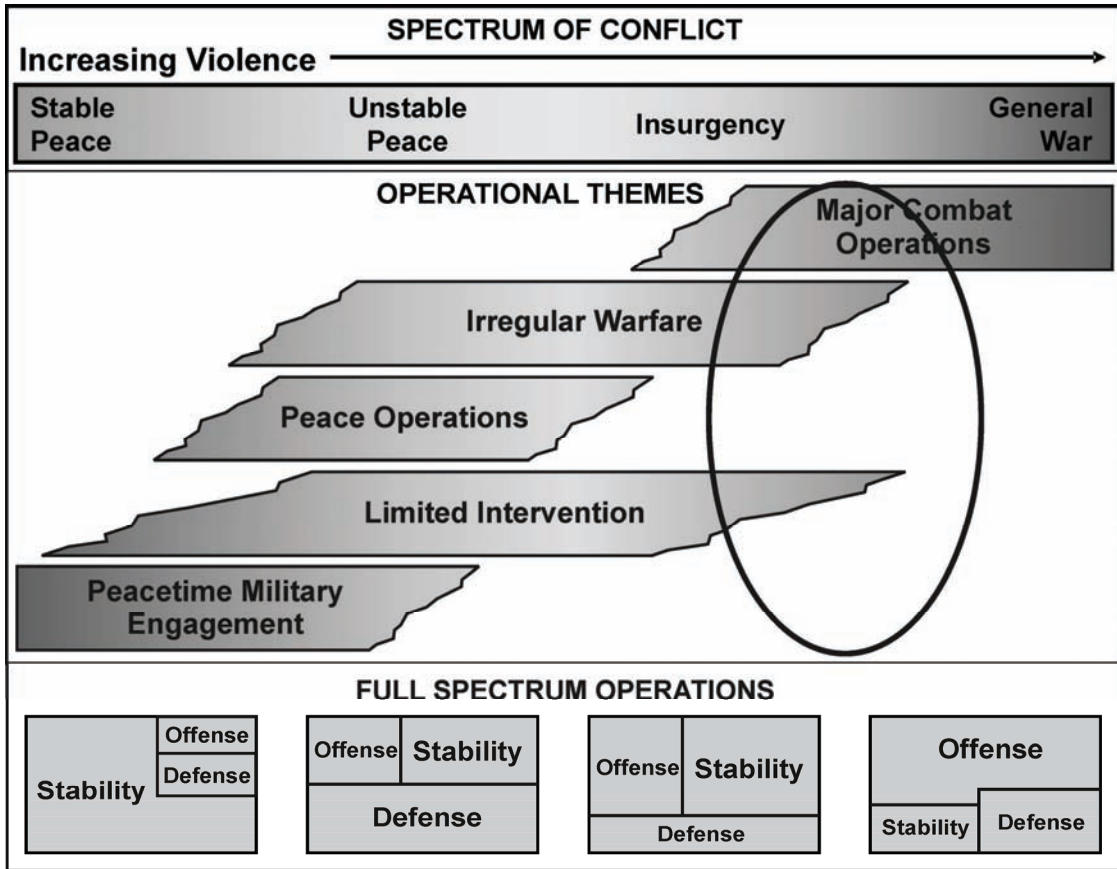 SPECTRUM OF CONFLICT
Increasing Violence
Stable
Peace
Unstable
Peace
Insurgency
General
War
OPERATIONAL THEMES
Major Combat
Operations
Irregular Warfare
Peace Operations
Limited Intervention
Peacetime Military
Engagement
FULL SPECTRUM OPERATIONS
Stability
Offense
Defense
Offense
Stability
Defense
Offense
Stability
Defense
Offense
Stability
Defense